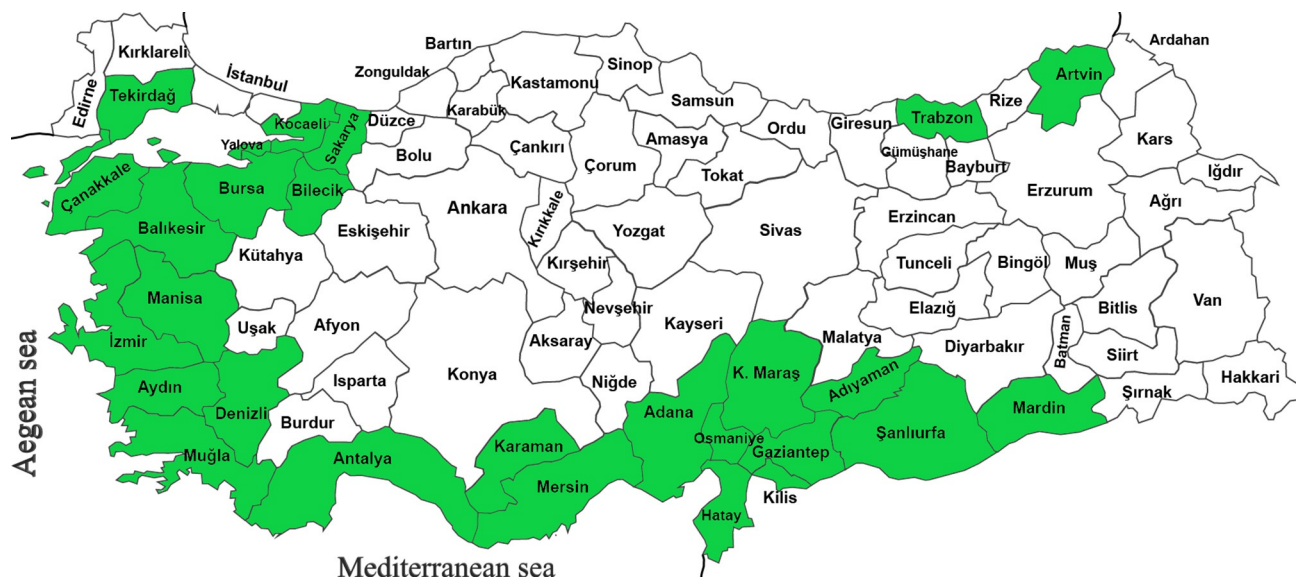 Kırklareli
Edirne
Tekirdağ
İstanbul
Kocaeli
Yalova
Sakarya
Düzce
Zonguldak
Bartın
Karabük
Kastamonu
Sinop
Samsun
Ordu
Giresun
Trabzon
Rize
Artvin
Ardahan
Kars
Iğdır
Ağrı
Erzurum
Bayburt
Gümüşhane
Çanakkale
Bursa
Bilecik
Bolu
Çankırı
Çorum
Amasya
Tokat
Balıkesir
Kütahya
Eskişehir
Ankara
Kırıkkale
Yozgat
Sivas
Erzincan
Tunceli
Bingöl
Muş
Kırşehir
Manisa
Uşak
Afyon
Nevşehir
Kayseri
Malatya
Elazığ
Bitlis
Van
Aksaray
Niğde
Diyarbakır
Batman
Siirt
Hakkari
Şırnak
Mardin
İzmir
Aydın
Denizli
Isparta
Burdur
Konya
Adana
K. Maraş
Adıyaman
Şanlıurfa
Muğla
Antalya
Karaman
Mersin
Osmaniye
Gaziantep
Kilis
Hatay
Aegean sea
Mediterranean sea